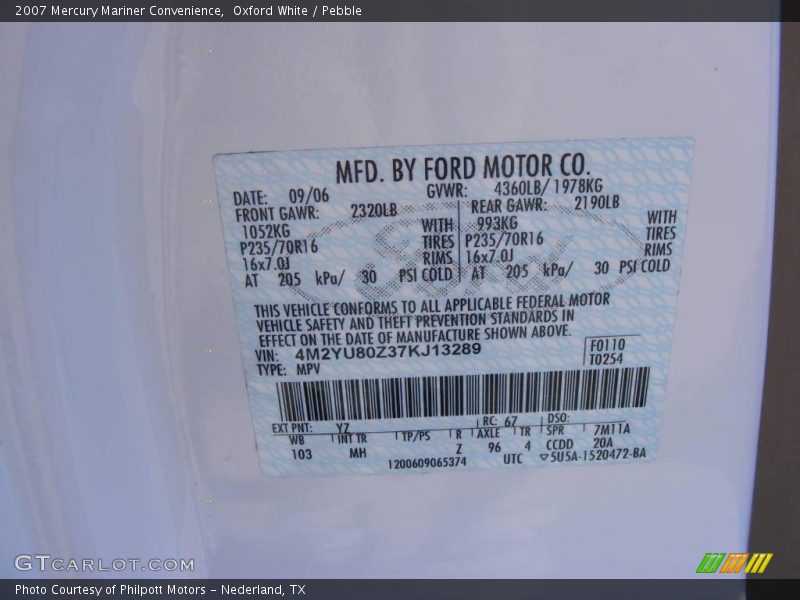 2007 Mercury Mariner Convenience, Oxford White / Pebble
MFD. BY FORD MOTOR CO.
DATE: 09/06 GVWR: 4360LB/ 1978KG
FRONT GAWR: 2320LB REAR GAWR: 2190LB
1052KG WITH 993KG WITH
P235/70R16 TIRES P235/70R16 TIRES
16x7.0J RIMS 16x7.0J RIMS
AT 205 kPa/ 30 PSI COLD AT 205 kPa/ 30 PSI COLD
THIS VEHICLE CONFORMS TO ALL APPLICABLE FEDERAL MOTOR
VEHICLE SAFETY AND THEFT PREVENTION STANDARDS IN
EFFECT ON THE DATE OF MANUFACTURE SHOWN ABOVE.
VIN: 4M2YU80Z37KJ13289 F0110
TYPE: MPV T0254
EXT PNT: YZ RC: 67 DSO:
WB INT TR TP/PS R AXLE TR SPR 7M11A
103 MH Z 96 4 CCDD 20A
1200609065374 UTC ▽5U5A-1520472-BA
GTCARLOT.COM
Photo Courtesy of Philpott Motors - Nederland, TX